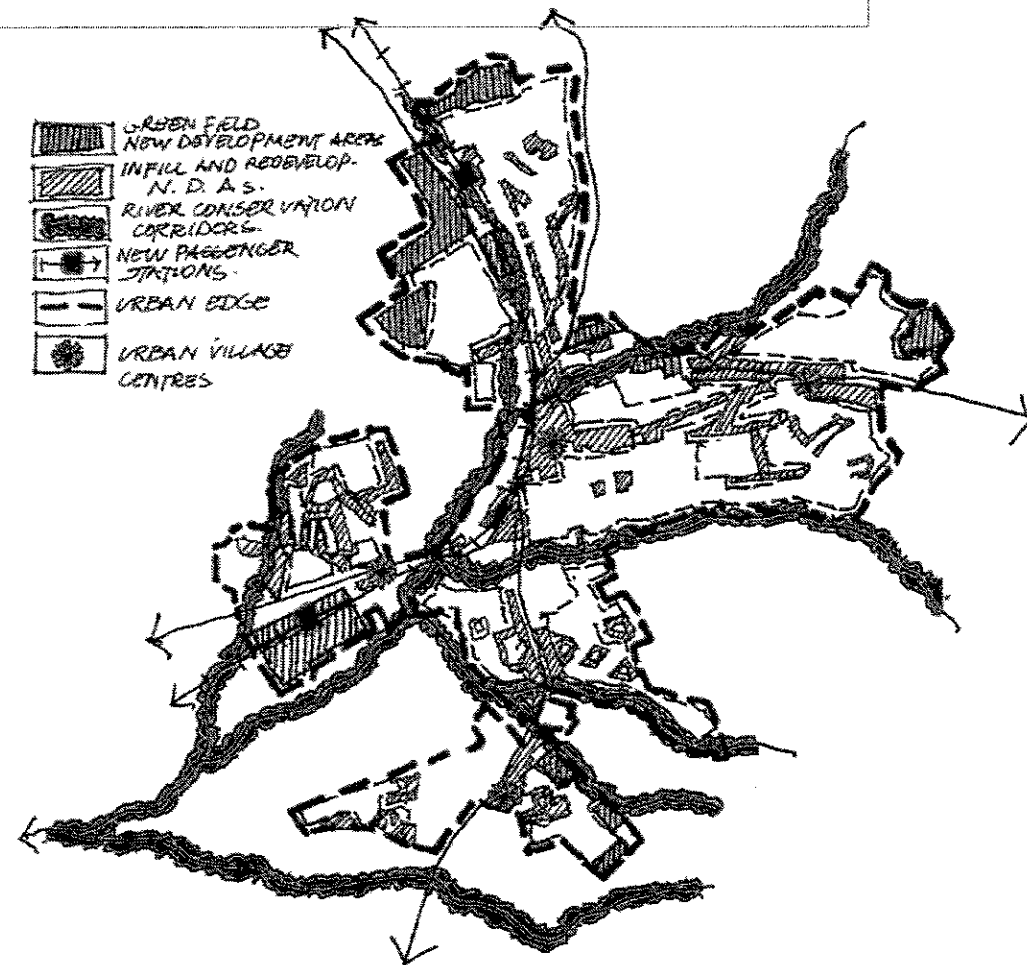 GREEN FIELD
NEW DEVELOPMENT AREAS
INFILL AND REDEVELOP-
N. D. A s.
RIVER CONSERVATION
CORRIDORS.
NEW PASSENGER
STATIONS.
URBAN EDGE
URBAN VILLAGE
CENTRES